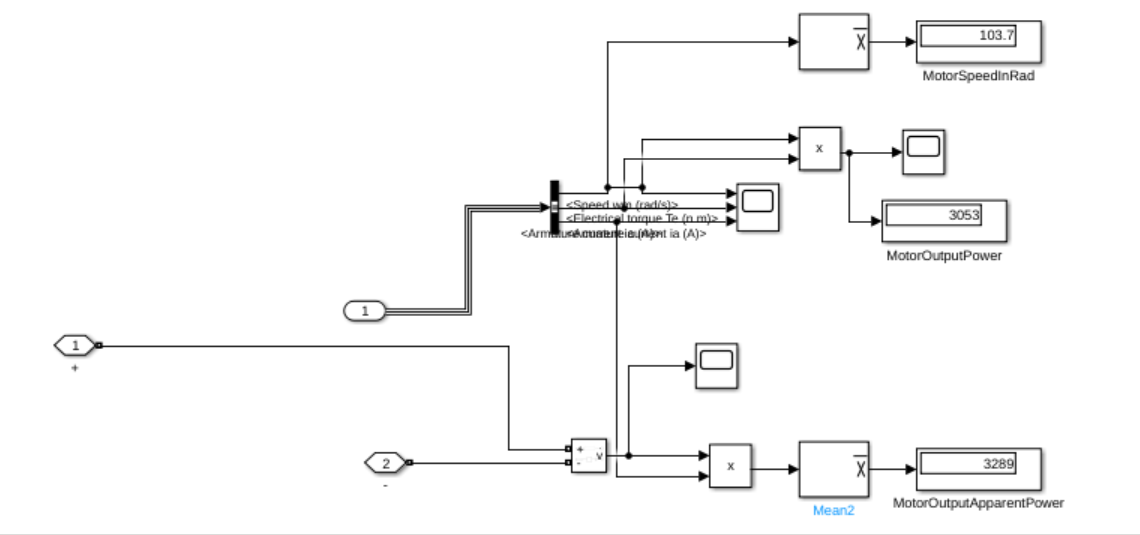 X
103.7
MotorSpeedInRad
x
3053
MotorOutputPower
<Speed wm (rad/s)>
<Electrical torque Te (n m)>
<Armature current ia (A)>
1
1
+
2
-
+
-
v
x
X
3289
Mean2
MotorOutputApparentPower